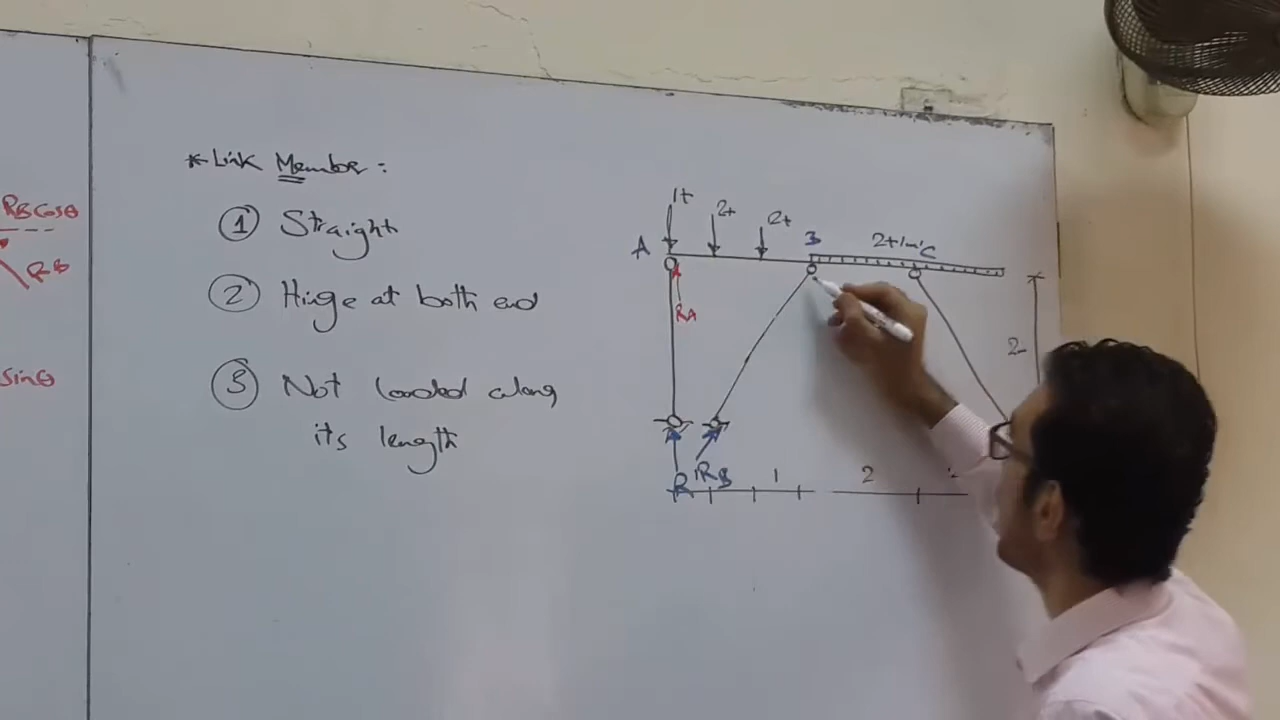 RBCosθ
RB
sinθ
*Link Member:
① Straight
② Hinge at both end
③ Not loaded along
its length
1t
2t
2t
A
B
2t/m'
C
RA
2
R
RB
1
2